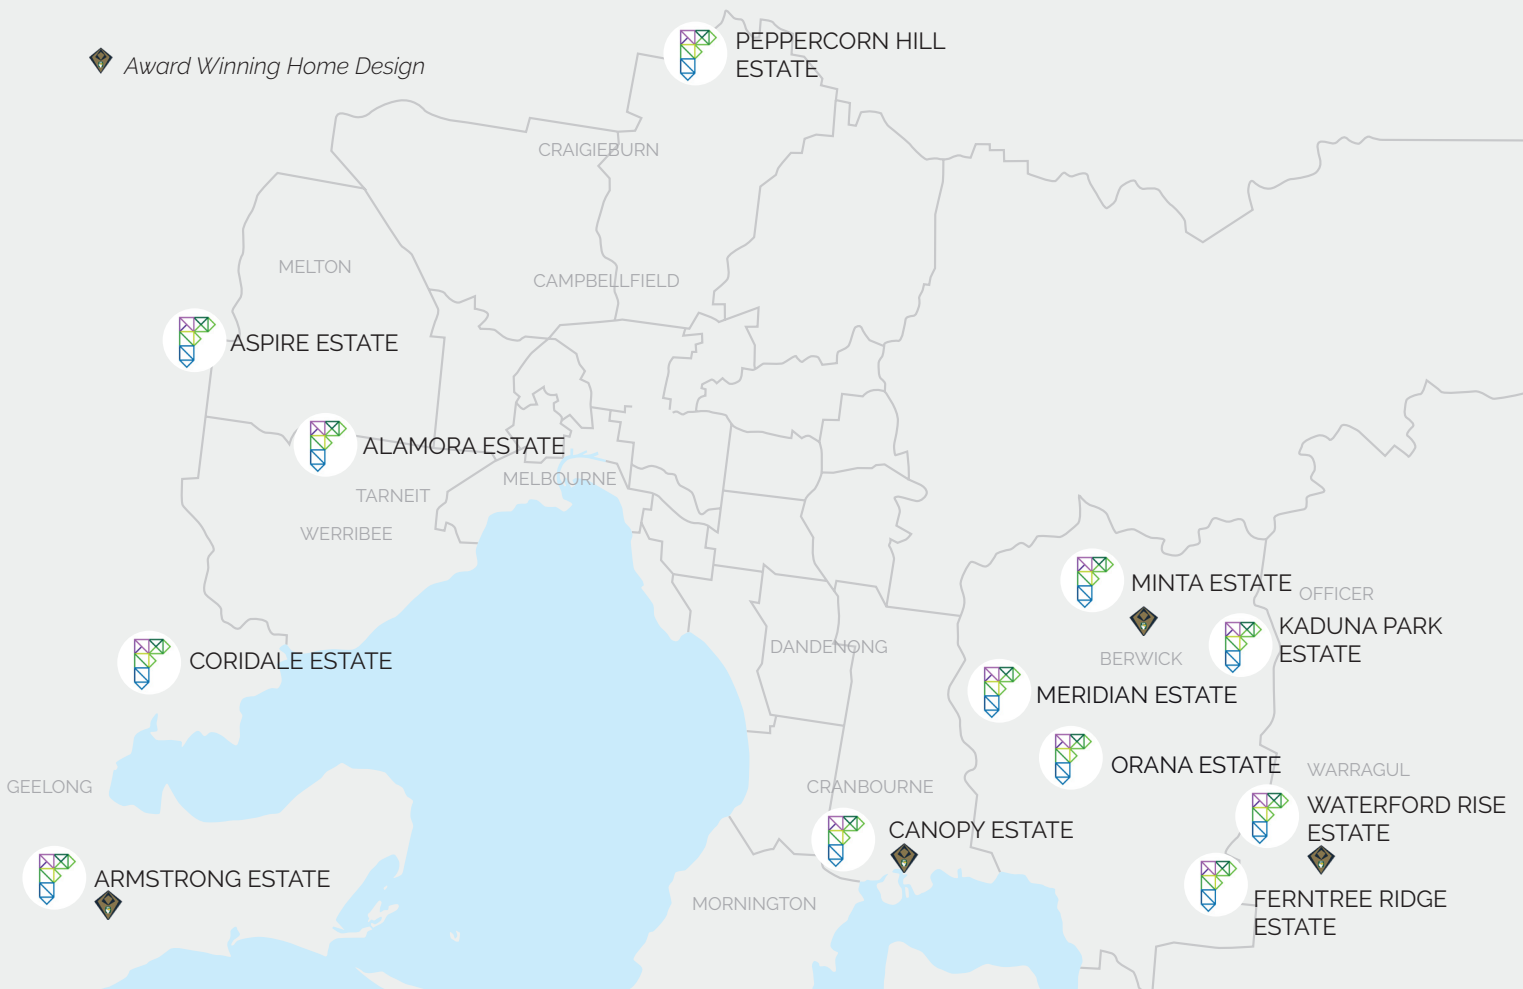 PEPPERCORN HILL
ESTATE
Award Winning Home Design
CRAIGIEBURN
MELTON
CAMPBELLFIELD
ASPIRE ESTATE
ALAMORA ESTATE
MELBOURNE
TARNEIT
WERRIBEE
MINTA ESTATE
OFFICER
KADUNA PARK
ESTATE
DANDENONG
BERWICK
CORIDALE ESTATE
MERIDIAN ESTATE
ORANA ESTATE
WARRAGUL
GEELONG
CRANBOURNE
WATERFORD RISE
ESTATE
CANOPY ESTATE
ARMSTRONG ESTATE
MORNINGTON
FERNTREE RIDGE
ESTATE